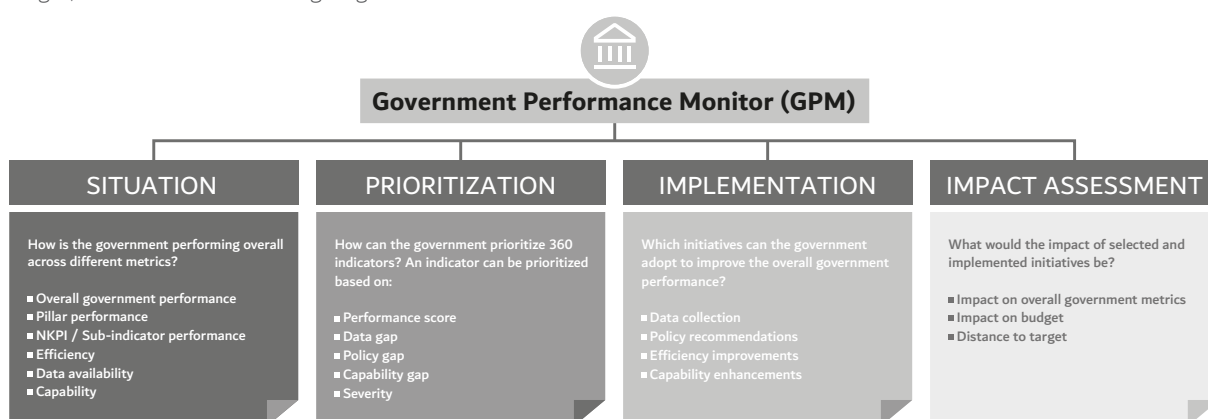 Government Performance Monitor (GPM)
SITUATION
How is the government performing overall
across different metrics?
■ Overall government performance
■ Pillar performance
■ NKPI / Sub-indicator performance
■ Efficiency
■ Data availability
■ Capability
PRIORITIZATION
How can the government prioritize 360
indicators? An indicator can be prioritized
based on:
■ Performance score
■ Data gap
■ Policy gap
■ Capability gap
■ Severity
IMPLEMENTATION
Which initiatives can the government
adopt to improve the overall government
performance?
■ Data collection
■ Policy recommendations
■ Efficiency improvements
■ Capability enhancements
IMPACT ASSESSMENT
What would the impact of selected and
implemented initiatives be?
■ Impact on overall government metrics
■ Impact on budget
■ Distance to target